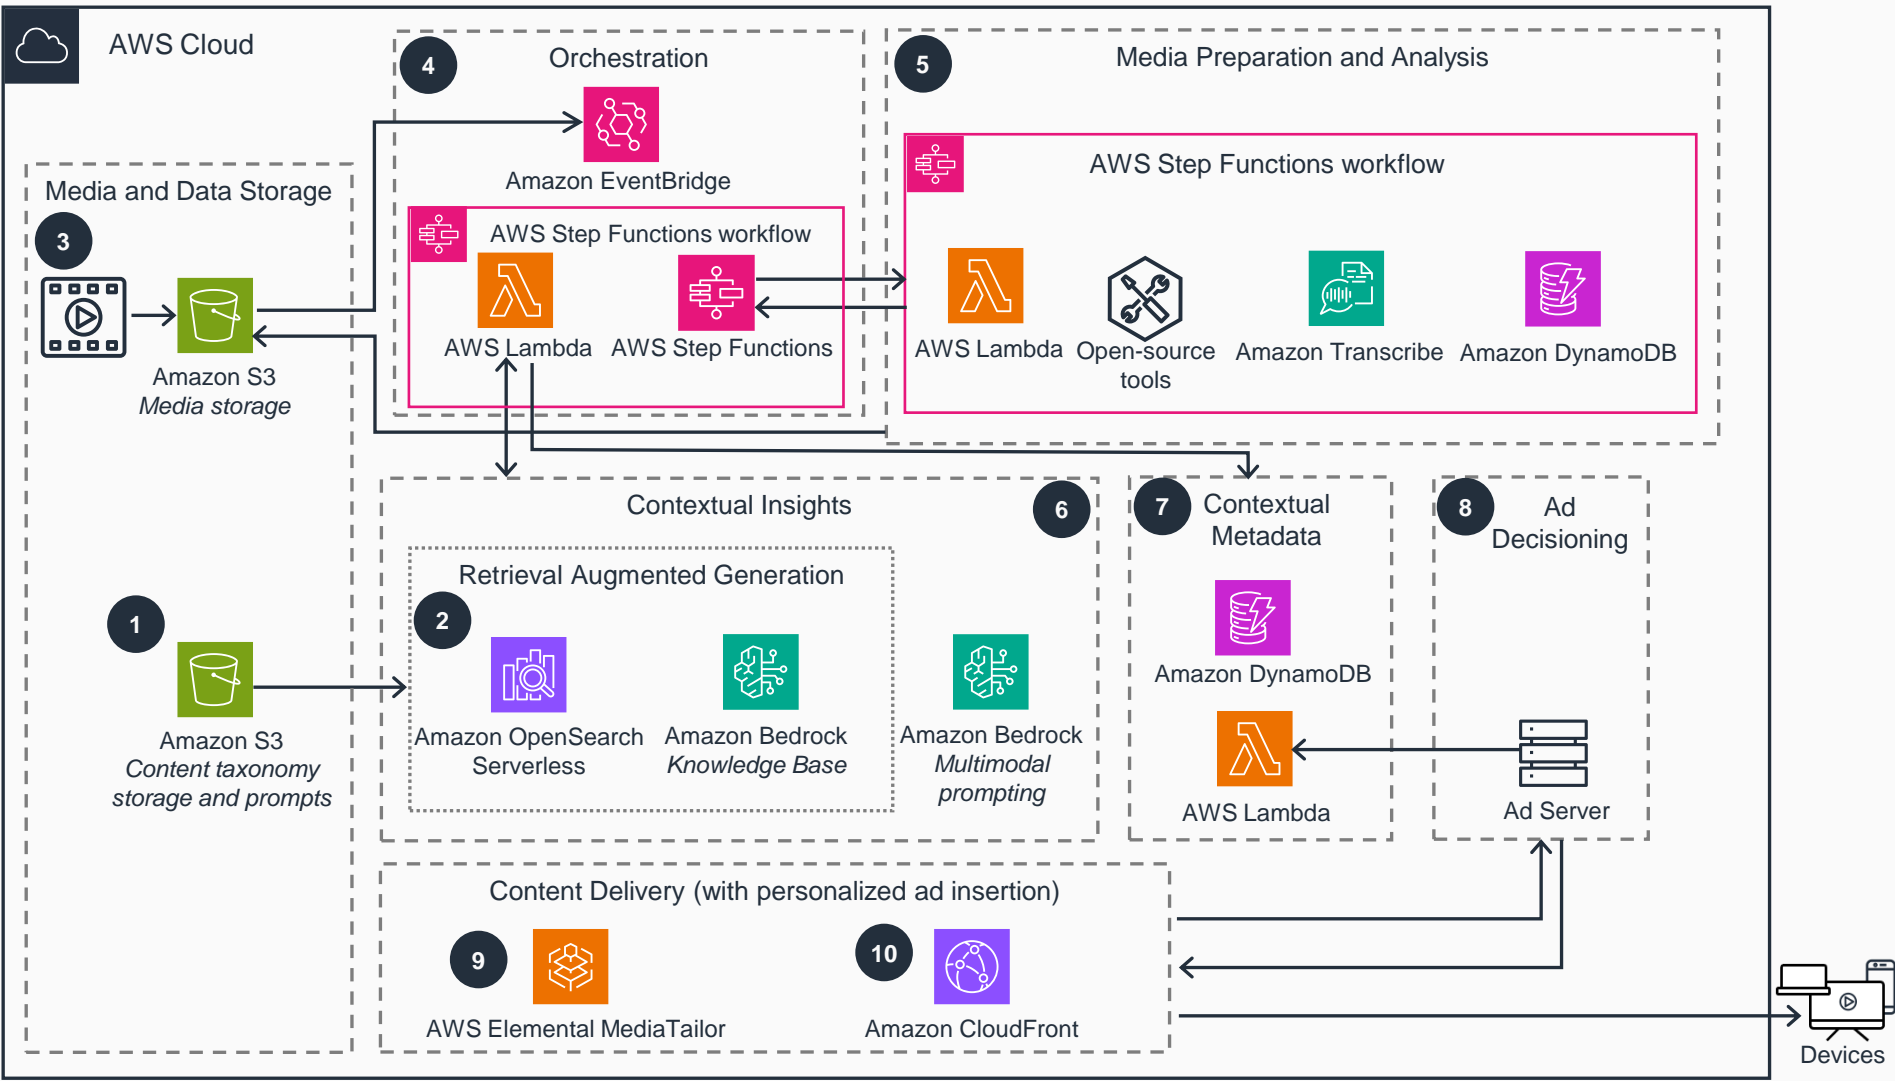 AWS Cloud
Media and Data Storage
3
Amazon S3
Media storage
1
Amazon S3
Content taxonomy
storage and prompts
4
Orchestration
Amazon EventBridge
AWS Step Functions workflow
AWS Lambda
AWS Step Functions
5
Media Preparation and Analysis
AWS Step Functions workflow
AWS Lambda
Open-source
tools
Amazon Transcribe
Amazon DynamoDB
Contextual Insights
6
Retrieval Augmented Generation
2
Amazon OpenSearch
Serverless
Amazon Bedrock
Knowledge Base
Amazon Bedrock
Multimodal
prompting
7
Contextual
Metadata
Amazon DynamoDB
AWS Lambda
8
Ad
Decisioning
Ad Server
Content Delivery (with personalized ad insertion)
9
AWS Elemental MediaTailor
10
Amazon CloudFront
Devices